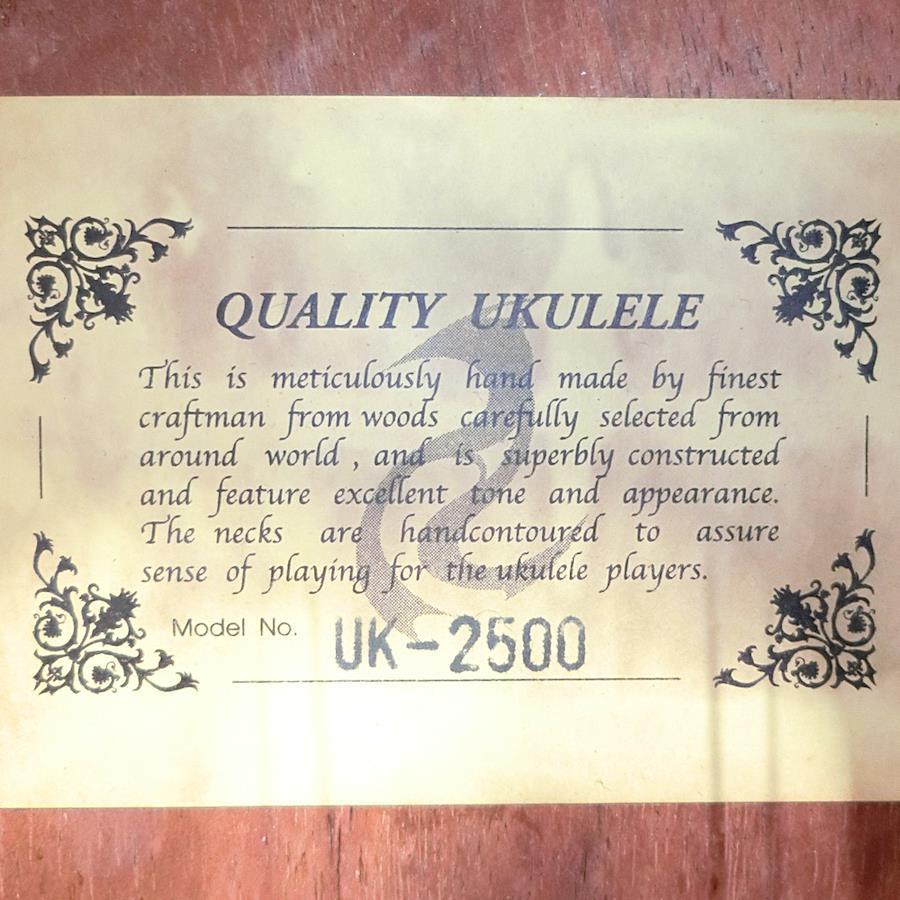 QUALITY UKULELE
This is meticulously hand made by finest
craftman from woods carefully selected from
around world , and is superbly constructed
and feature excellent tone and appearance.
The necks are handcontoured to assure
sense of playing for the ukulele players.
Model No. UK-2500